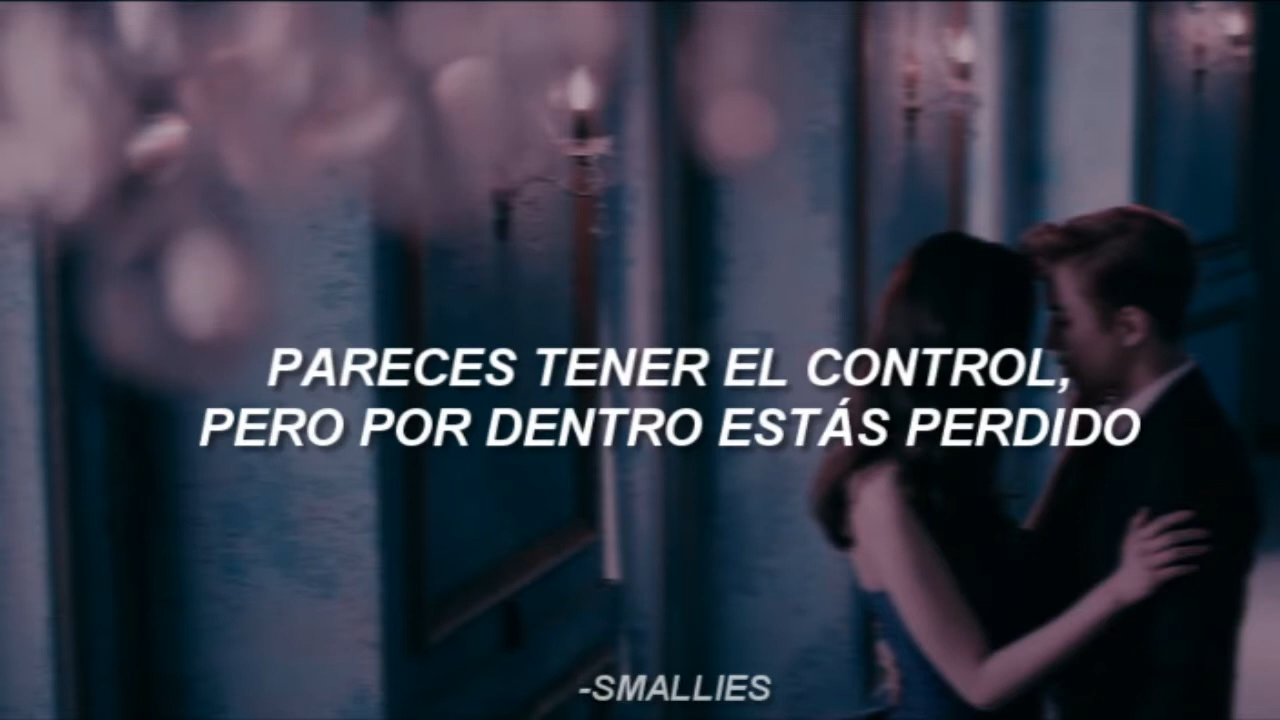 PARECES TENER EL CONTROL,
PERO POR DENTRO ESTÁS PERDIDO
-SMALLIES